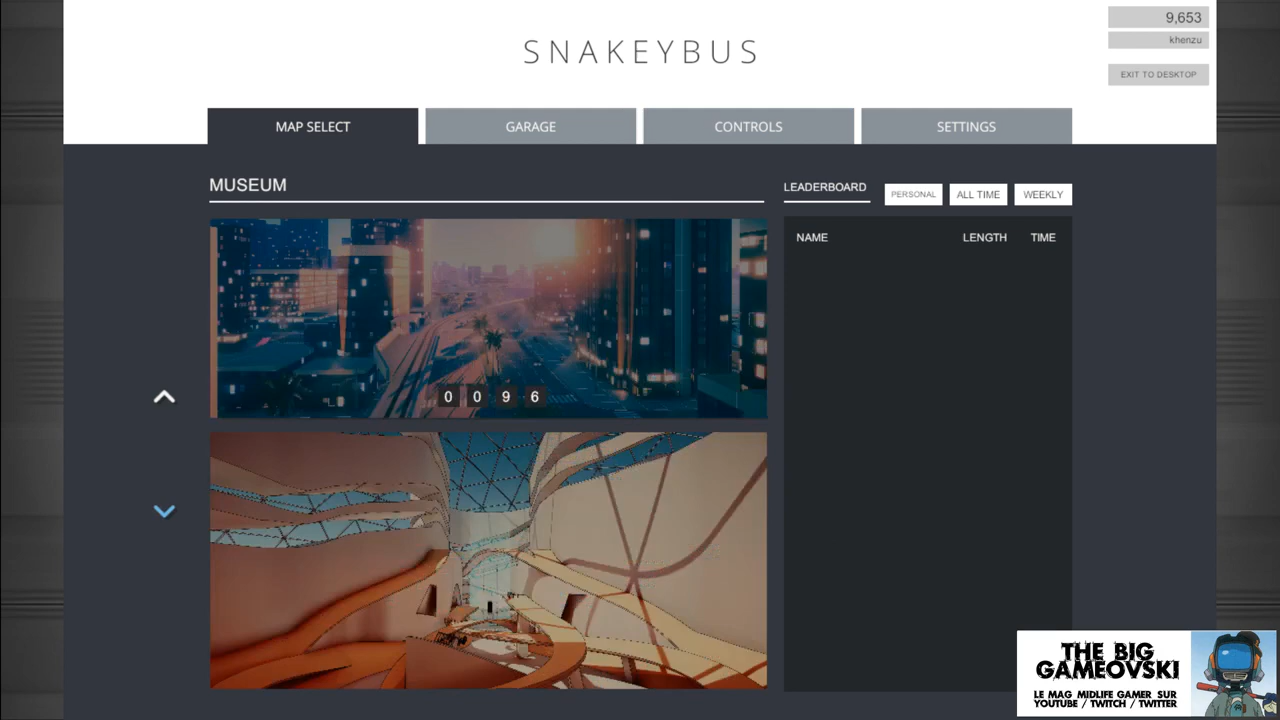 9,653
SNAKEYBUS
khenzu
EXIT TO DESKTOP
MAP SELECT
GARAGE
CONTROLS
SETTINGS
MUSEUM
LEADERBOARD
PERSONAL
ALL TIME
WEEKLY
NAME
LENGTH
TIME
0 0 9 6
THE BIG
GAMEOVSKI
LE MAG MIDLIFE GAMER SUR
YOUTUBE / TWITCH / TWITTER